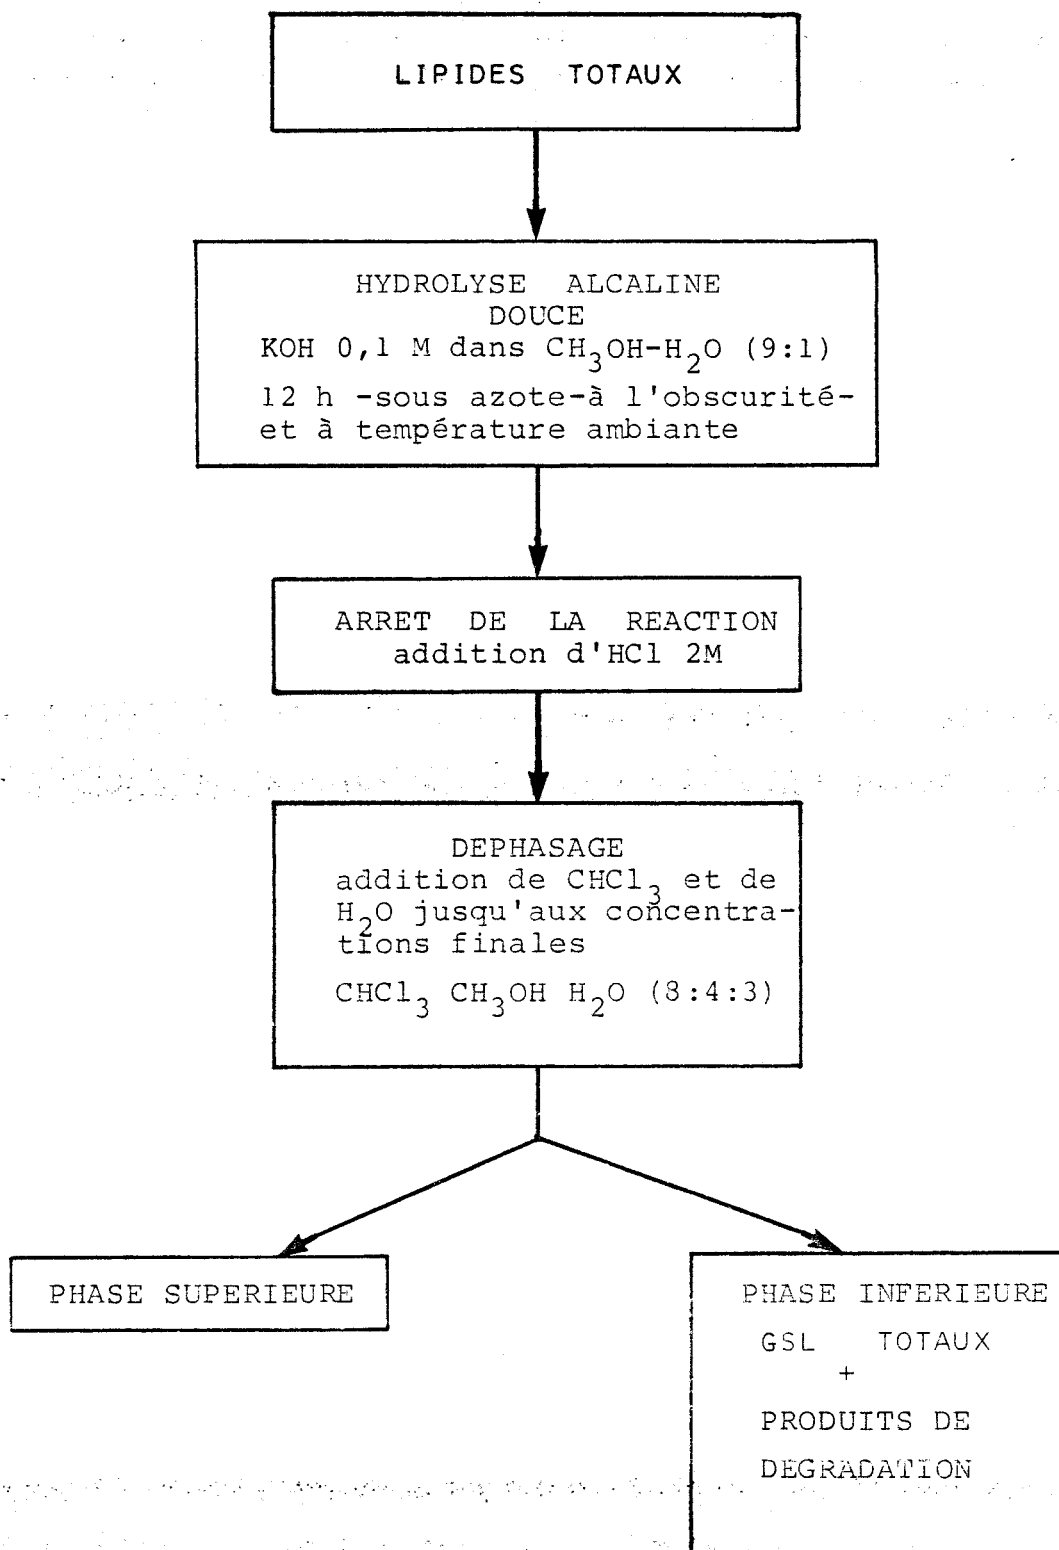 LIPIDES TOTAUX
HYDROLYSE ALCALINE
DOUCE
KOH 0,1 M dans CH₃OH-H₂O (9:1)
12 h -sous azote-à l'obscurité-
et à température ambiante
ARRET DE LA REACTION
addition d'HCl 2M
DEPHASAGE
addition de CHCl₃ et de
H₂O jusqu'aux concentra-
tions finales
CHCl₃ CH₃OH H₂O (8:4:3)
PHASE SUPERIEURE
PHASE INFERIEURE
GSL TOTAUX
+
PRODUITS DE
DEGRADATION